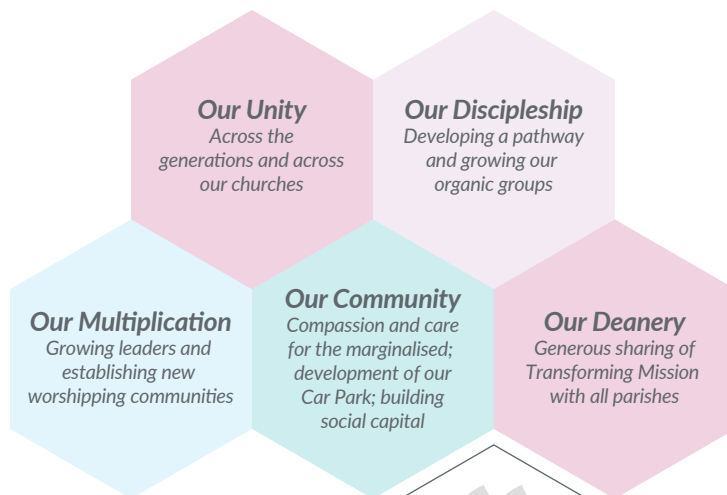 Our Unity
Across the
generations and across
our churches
Our Discipleship
Developing a pathway
and growing our
organic groups
Our Multiplication
Growing leaders and
establishing new
worshipping communities
Our Community
Compassion and care
for the marginalised;
development of our
Car Park; building
social capital
Our Deanery
Generous sharing of
Transforming Mission
with all parishes